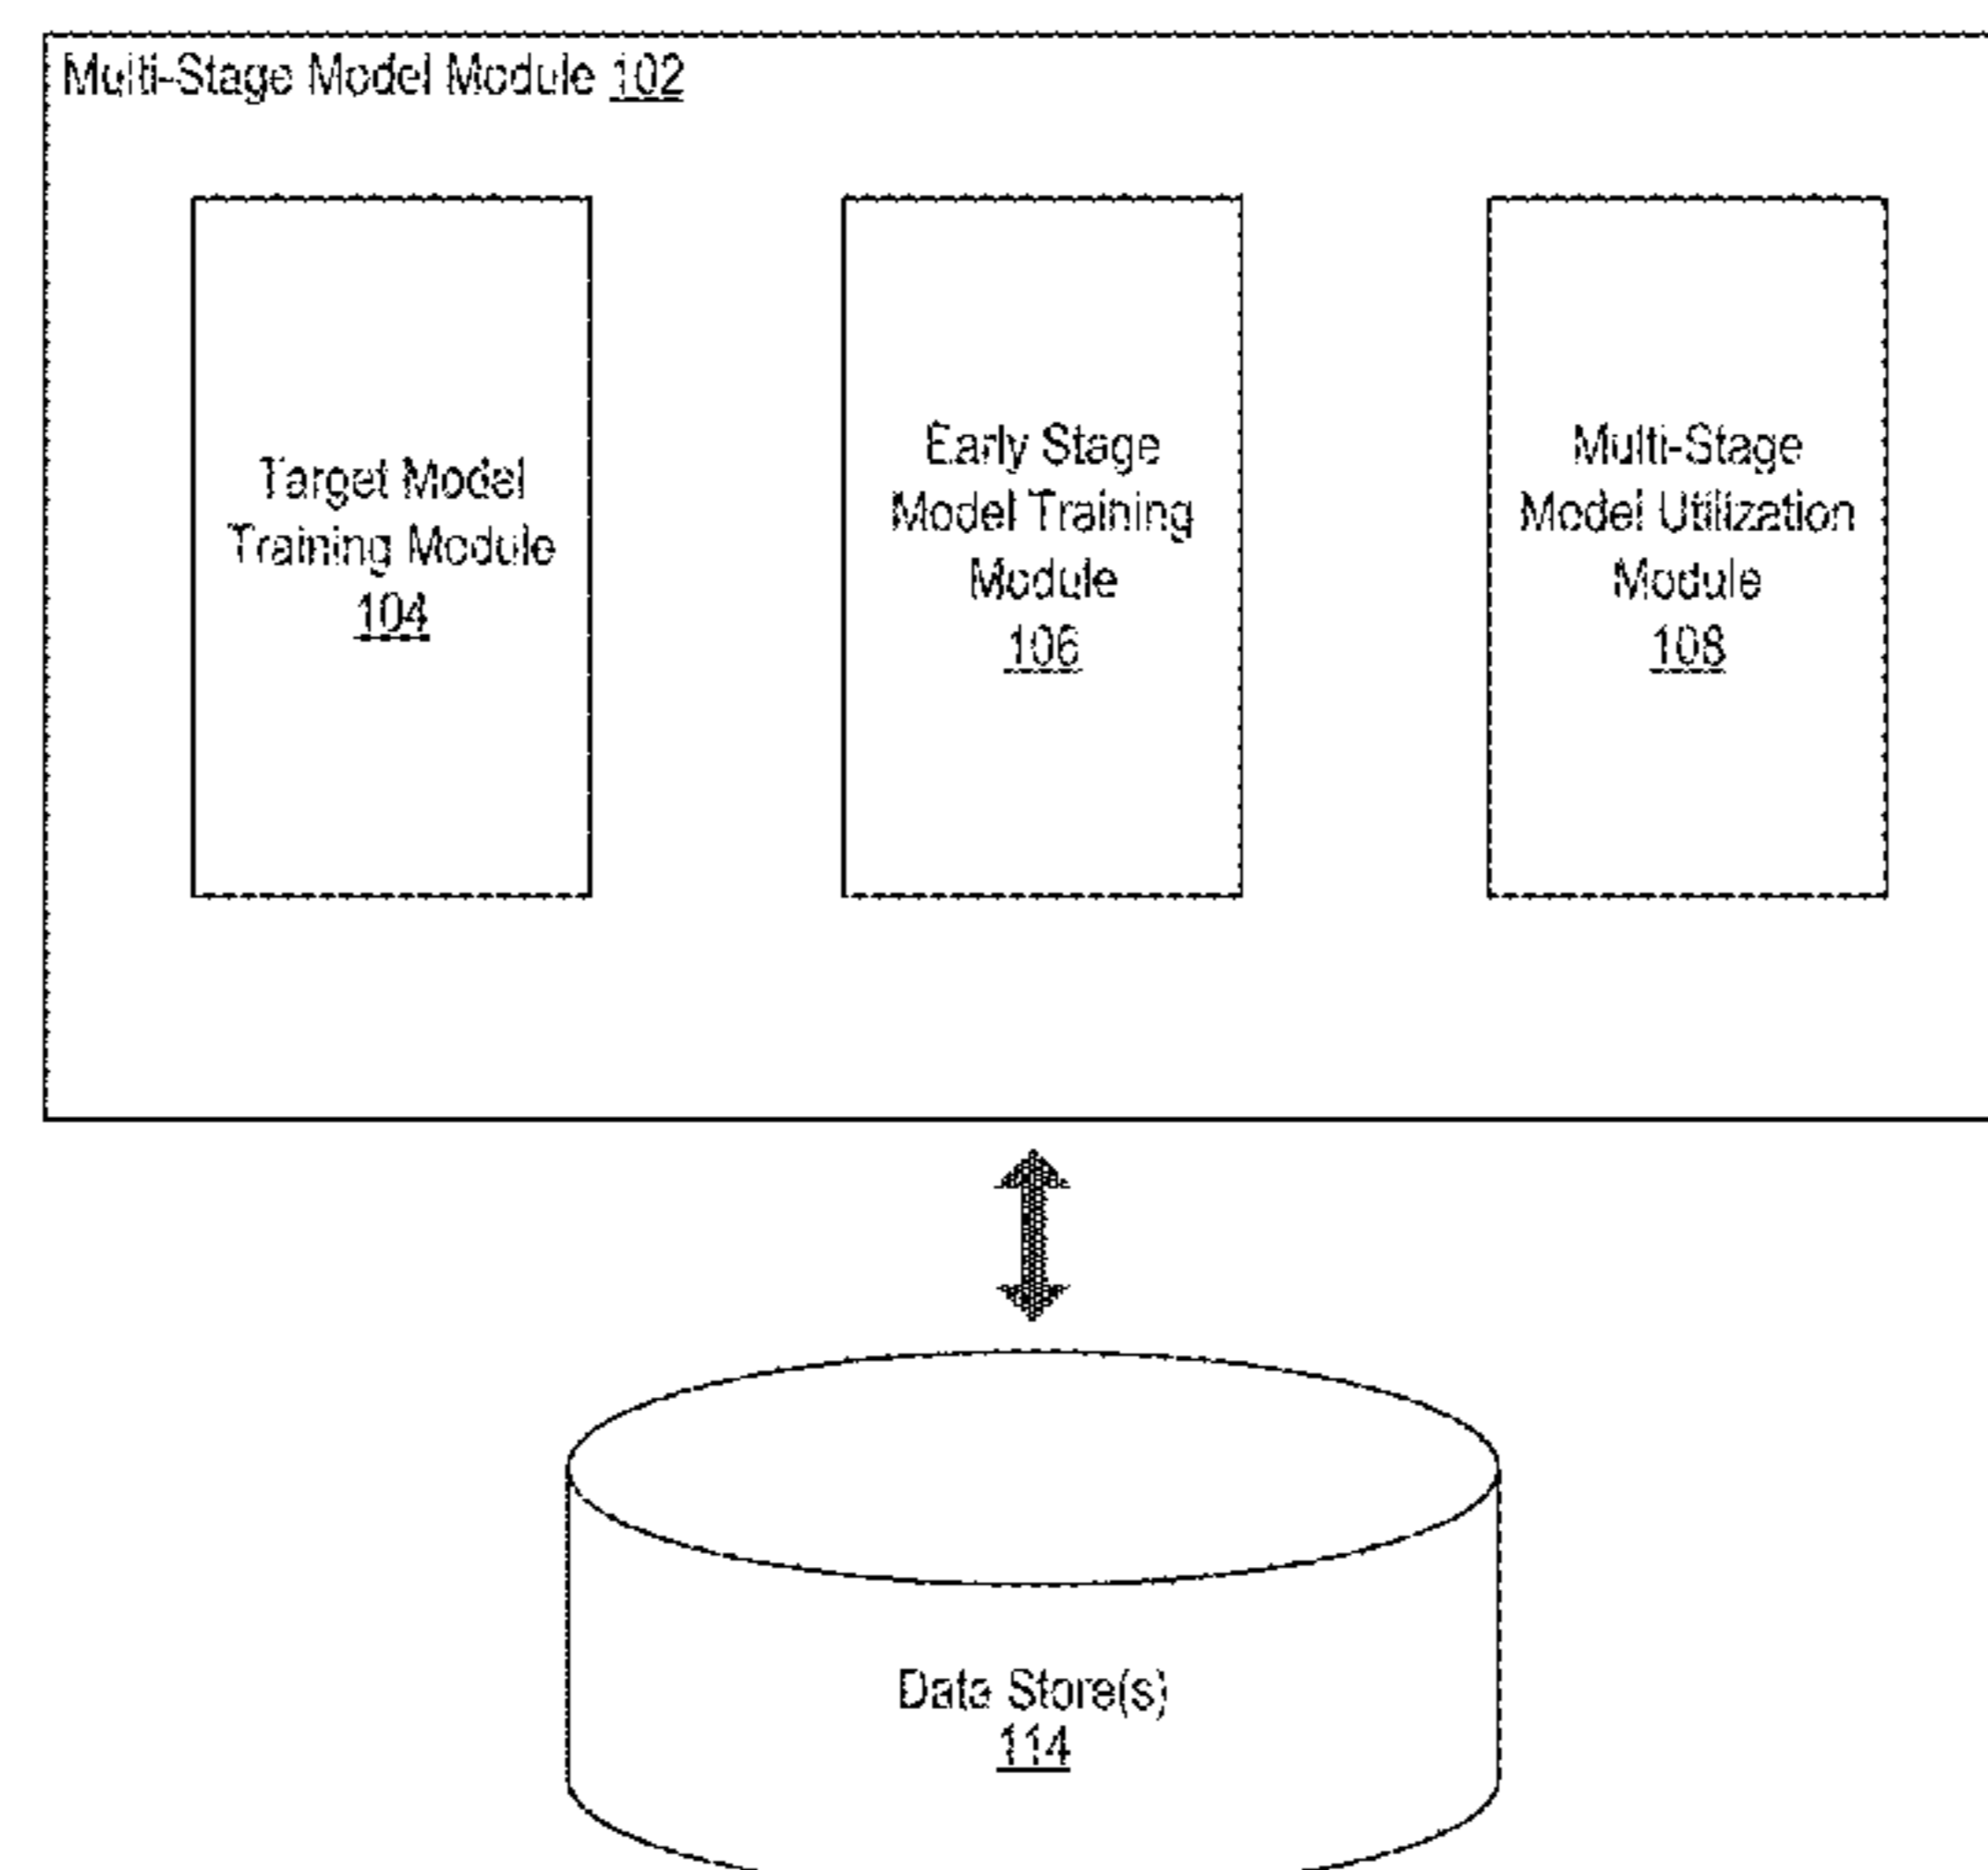 Multi-Stage Model Module 102
Target Model
Training Module
104
Early Stage
Model Training
Module
106
Multi-Stage
Model Utilization
Module
108
Data Store(s)
114